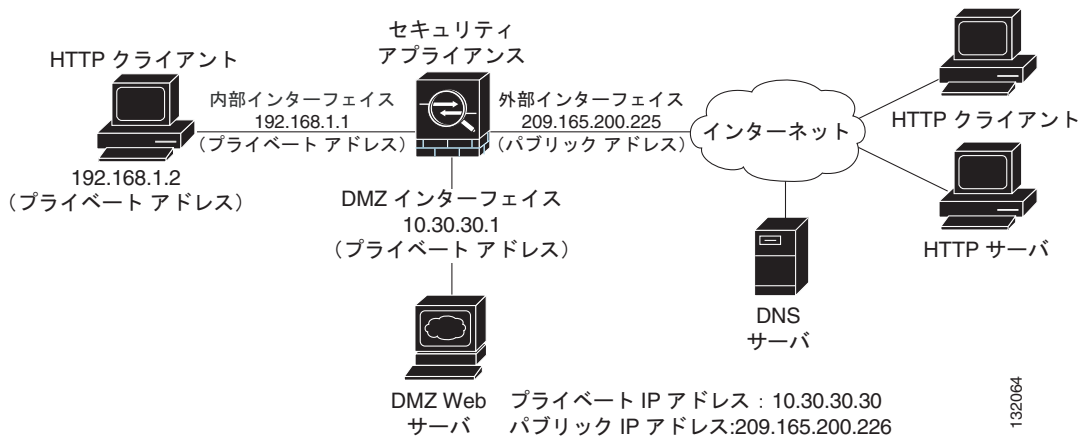 セキュリティ
アプライアンス
HTTP クライアント
内部インターフェイス
192.168.1.1
(プライベート アドレス)
外部インターフェイス
209.165.200.225
(パブリック アドレス)
インターネット
HTTP クライアント
192.168.1.2
(プライベート アドレス)
DMZ インターフェイス
10.30.30.1
(プライベート アドレス)
HTTP サーバ
DNS
サーバ
DMZ Web
サーバ
プライベート IP アドレス：10.30.30.30
パブリック IP アドレス:209.165.200.226
132064